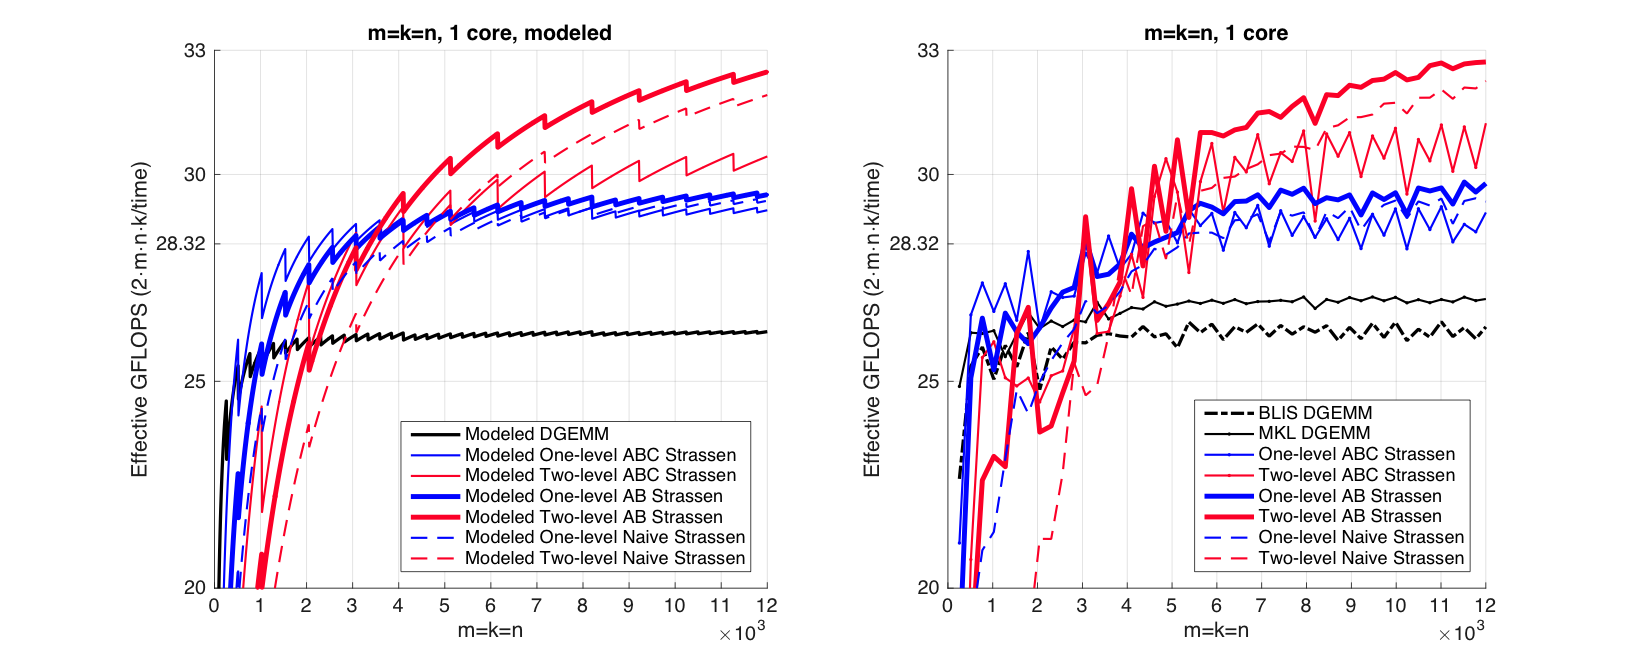 m=k=n, 1 core, modeled
Effective GFLOPS (2·m·n·k/time)
33
30
28.32
25
20
Modeled DGEMM
Modeled One-level ABC Strassen
Modeled Two-level ABC Strassen
Modeled One-level AB Strassen
Modeled Two-level AB Strassen
Modeled One-level Naive Strassen
Modeled Two-level Naive Strassen
0 1 2 3 4 5 6 7 8 9 10 11 12
m=k=n
×10³
m=k=n, 1 core
Effective GFLOPS (2·m·n·k/time)
33
30
28.32
25
20
BLIS DGEMM
MKL DGEMM
One-level ABC Strassen
Two-level ABC Strassen
One-level AB Strassen
Two-level AB Strassen
One-level Naive Strassen
Two-level Naive Strassen
0 1 2 3 4 5 6 7 8 9 10 11 12
m=k=n
×10³